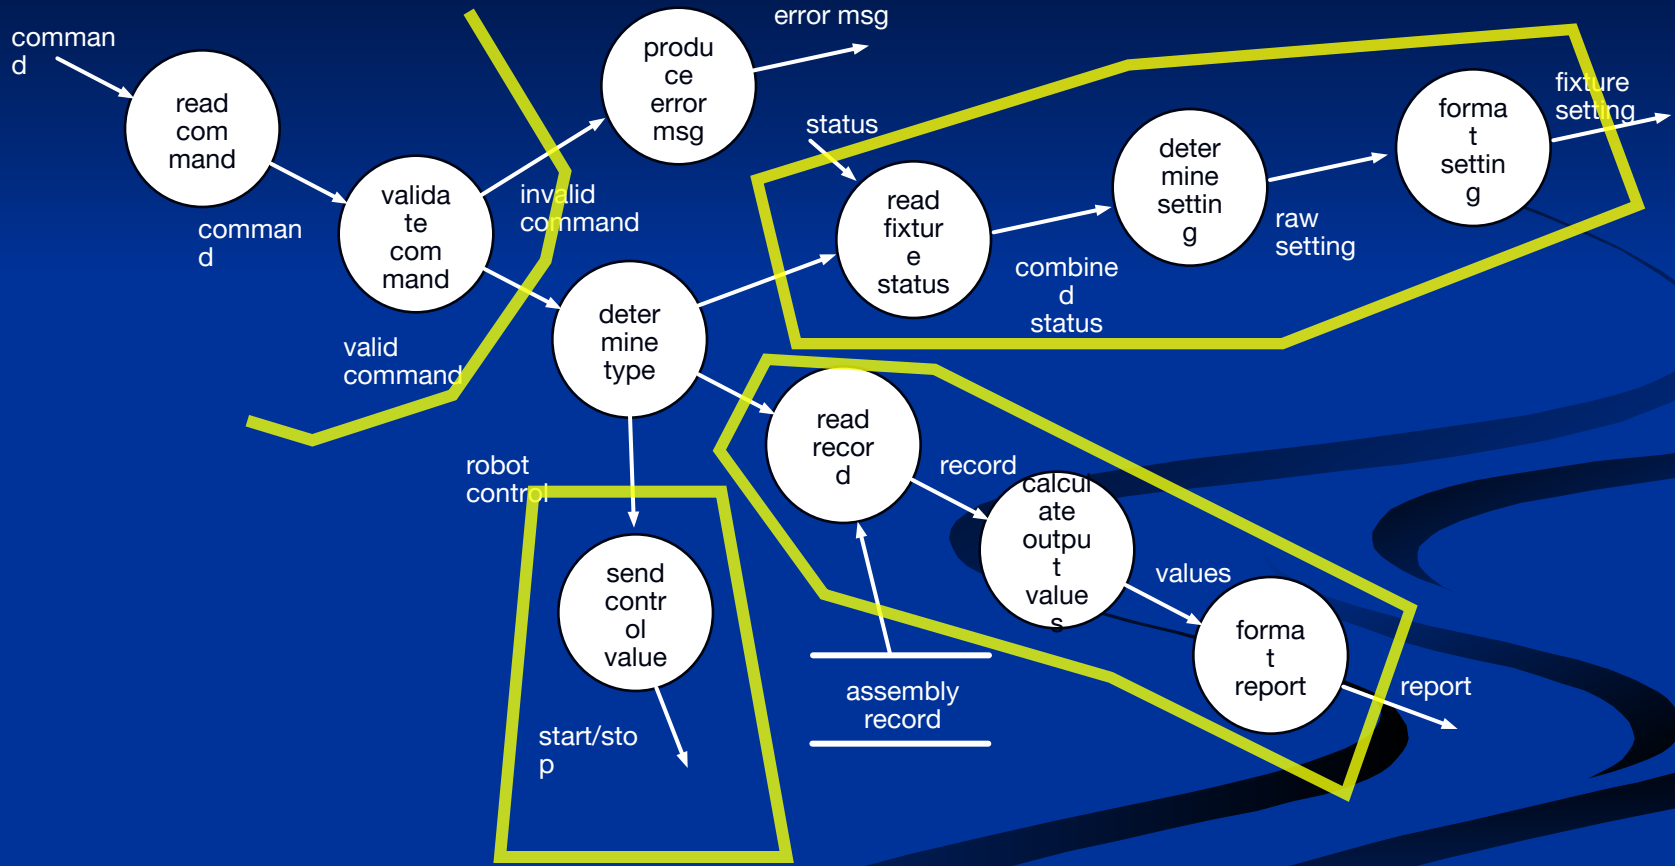 comman
d
read
com
mand
comman
d
valida
te
com
mand
invalid
command
valid
command
produ
ce
error
msg
error msg
deter
mine
type
status
read
fixtur
e
status
combine
d
status
deter
mine
settin
g
raw
setting
forma
t
settin
g
fixture
setting
robot
control
send
contr
ol
value
start/sto
p
read
recor
d
record
assembly
record
calcul
ate
outpu
t
value
s
values
forma
t
report
report